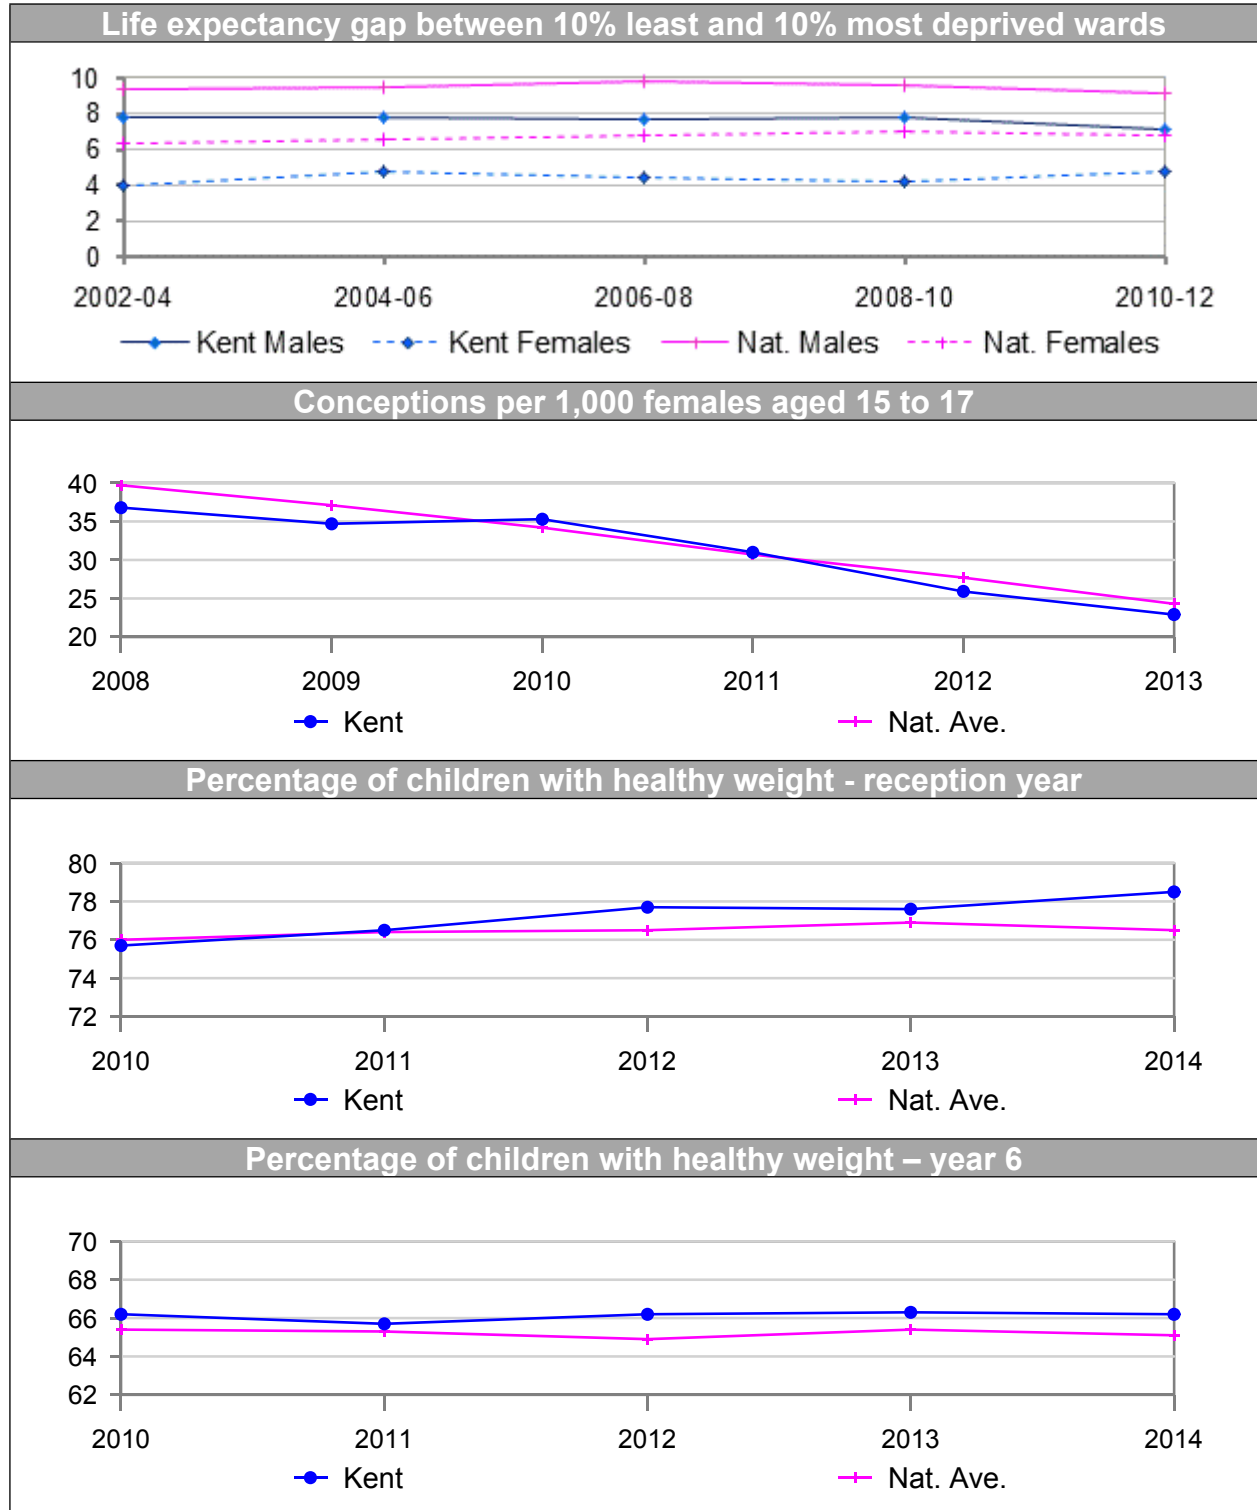 Life expectancy gap between 10% least and 10% most deprived wards
10
8
6
4
2
0
2002-04 2004-06 2006-08 2008-10 2010-12
Kent Males Kent Females Nat. Males Nat. Females
Conceptions per 1,000 females aged 15 to 17
40
35
30
25
20
2008 2009 2010 2011 2012 2013
Kent Nat. Ave.
Percentage of children with healthy weight - reception year
80
78
76
74
72
2010 2011 2012 2013 2014
Kent Nat. Ave.
Percentage of children with healthy weight – year 6
70
68
66
64
62
2010 2011 2012 2013 2014
Kent Nat. Ave.